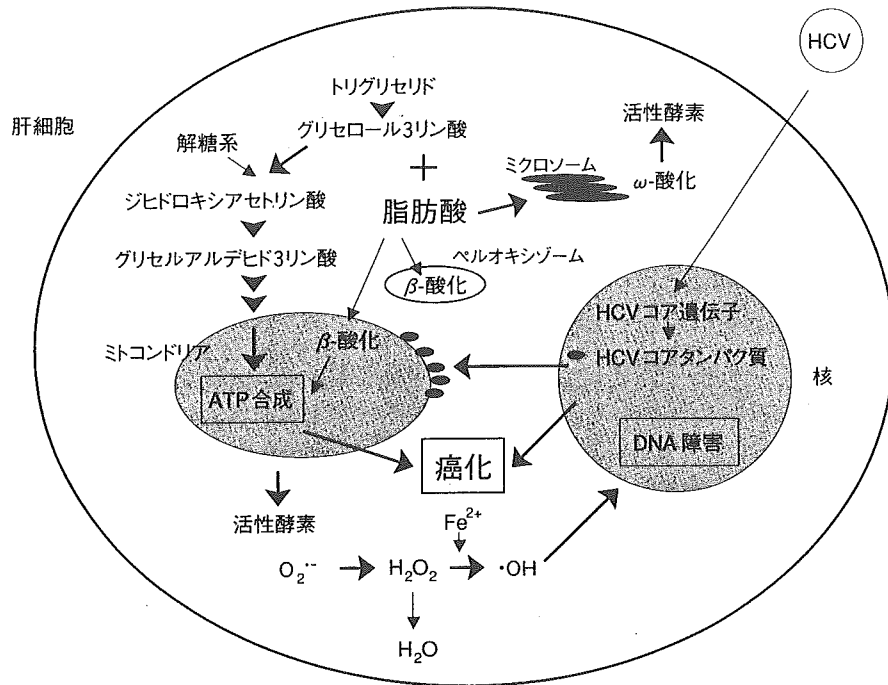 HCV
トリグリセリド
肝細胞
グリセロール3リン酸
活性酵素
解糖系
ミクロソーム
ω-酸化
ジヒドロキシアセトリン酸
脂肪酸
グリセルアルデヒド3リン酸
ペルオキシゾーム
β-酸化
HCVコア遺伝子
ミトコンドリア
β-酸化
HCVコアタンパク質
核
ATP合成
DNA障害
癌化
活性酵素
Fe²⁺
O₂·⁻
H₂O₂
·OH
H₂O